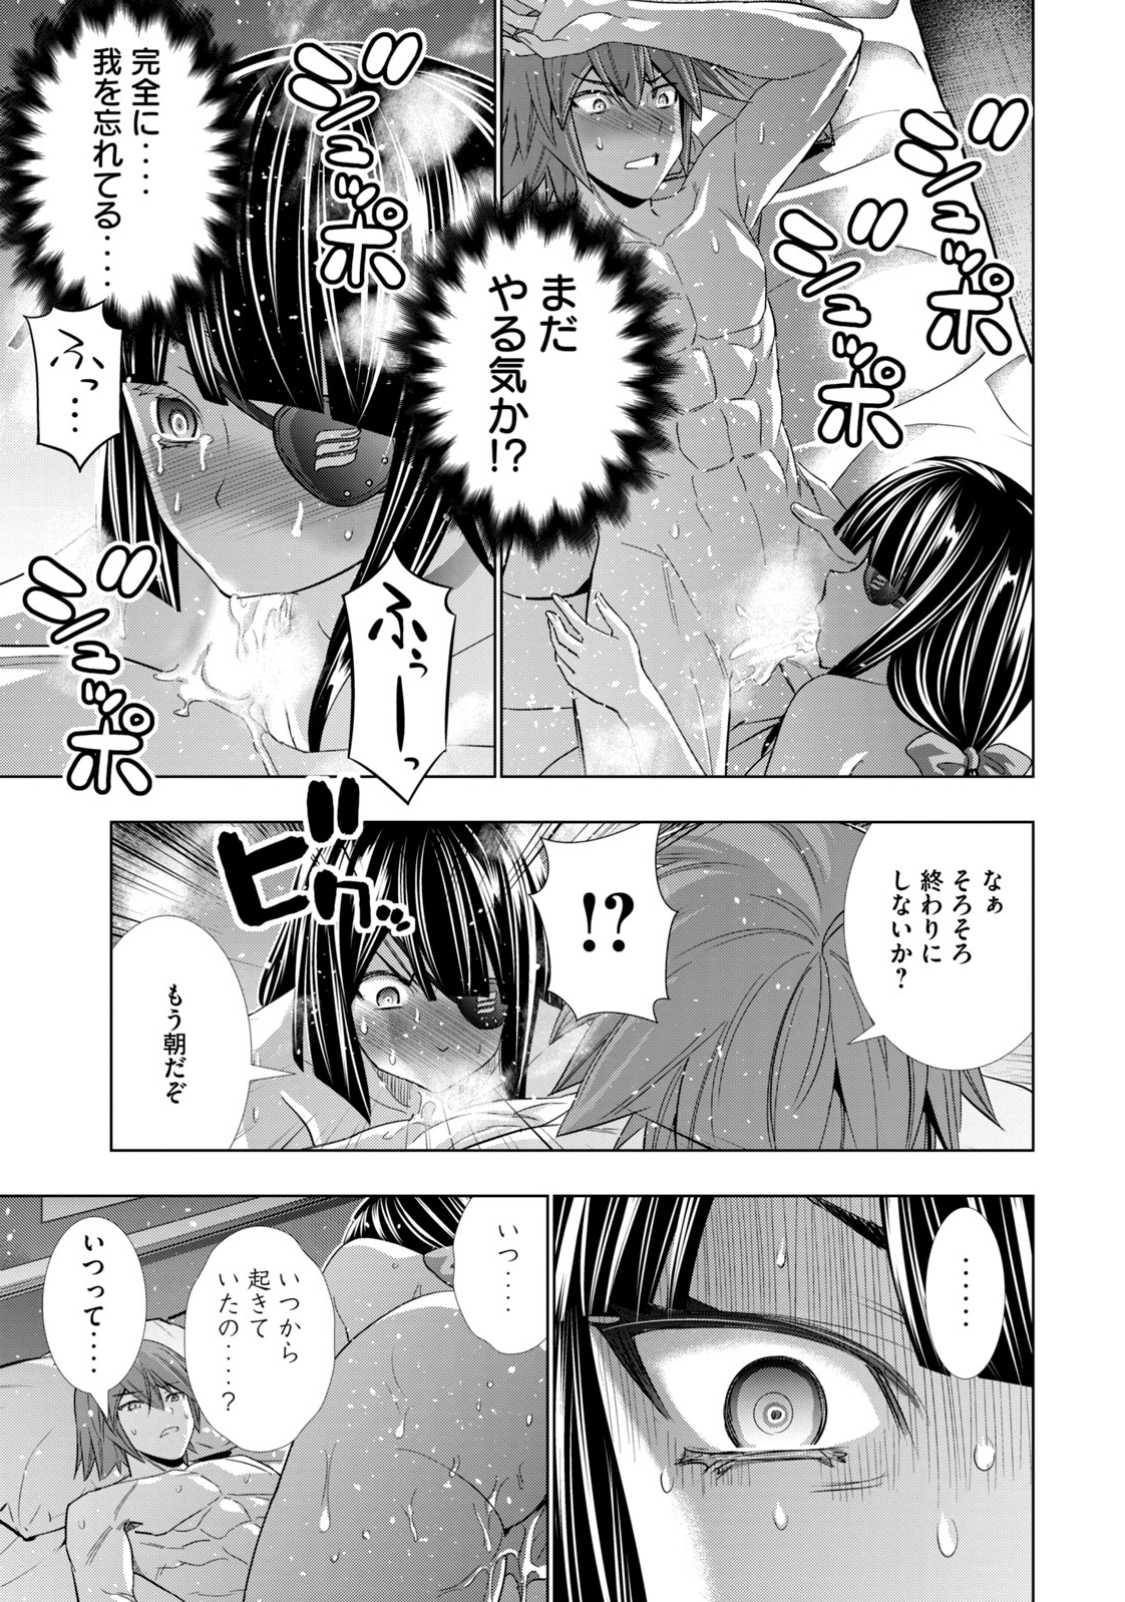 まだ
やる気か!?
ジュッポ
ジュッポ
完全に‥‥
我を忘れてる‥‥
ジュッポ
ふっ‥‥
ふぅーっ
ジュッポ
なぁ
そろそろ
終わりに
しないか?
!?
ビクッ
もう朝だぞ
‥‥‥
いつ‥‥
いつから
起きて
いたの‥‥?
いつって‥‥